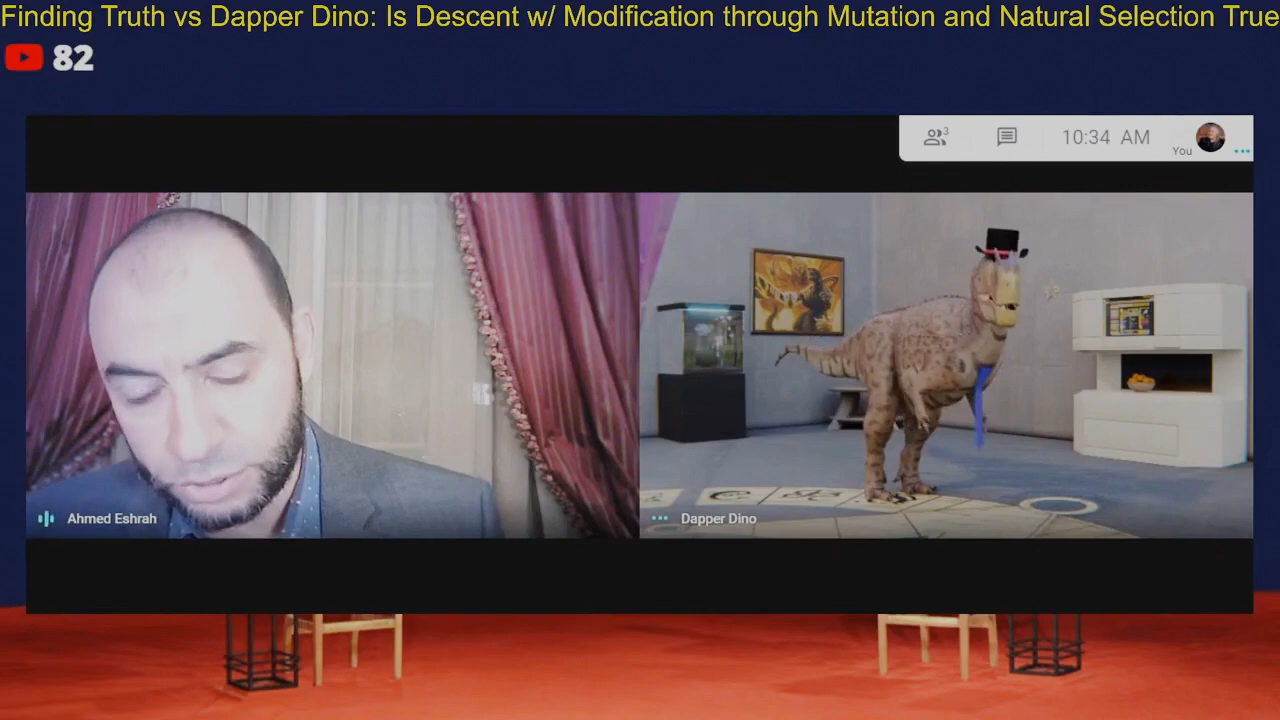 Finding Truth vs Dapper Dino: Is Descent w/ Modification through Mutation and Natural Selection True
82
3
10:34 AM
You
Ahmed Eshrah
Dapper Dino